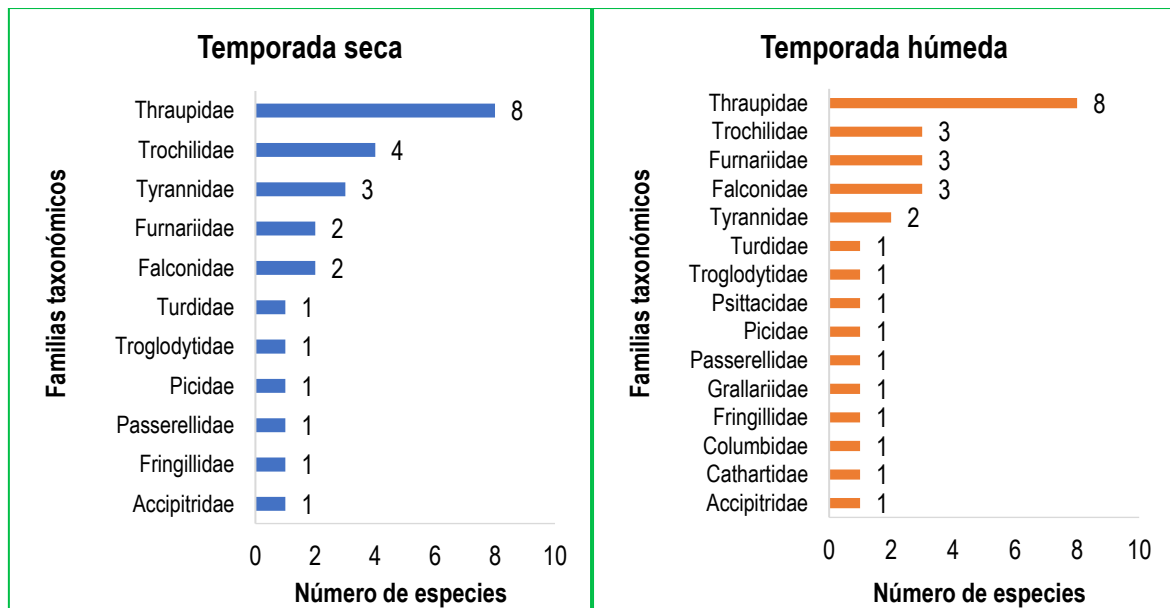 Temporada seca
Familias taxonómicos
Thraupidae 8
Trochilidae 4
Tyrannidae 3
Furnariidae 2
Falconidae 2
Turdidae 1
Troglodytidae 1
Picidae 1
Passerellidae 1
Fringillidae 1
Accipitridae 1
0 2 4 6 8 10
Número de especies
Temporada húmeda
Familias taxonómicos
Thraupidae 8
Trochilidae 3
Furnariidae 3
Falconidae 3
Tyrannidae 2
Turdidae 1
Troglodytidae 1
Psittacidae 1
Picidae 1
Passerellidae 1
Grallariidae 1
Fringillidae 1
Columbidae 1
Cathartidae 1
Accipitridae 1
0 2 4 6 8 10
Número de especies